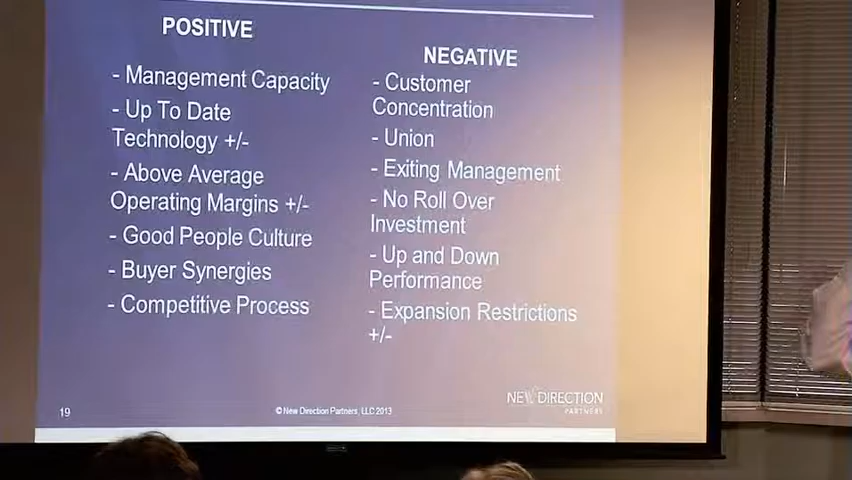 POSITIVE
- Management Capacity
- Up To Date
Technology +/-
- Above Average
Operating Margins +/-
- Good People Culture
- Buyer Synergies
- Competitive Process
NEGATIVE
- Customer
Concentration
- Union
- Exiting Management
- No Roll Over
Investment
- Up and Down
Performance
- Expansion Restrictions
+/-
19
© New Direction Partners, LLC 2013
NEW DIRECTION
PARTNERS